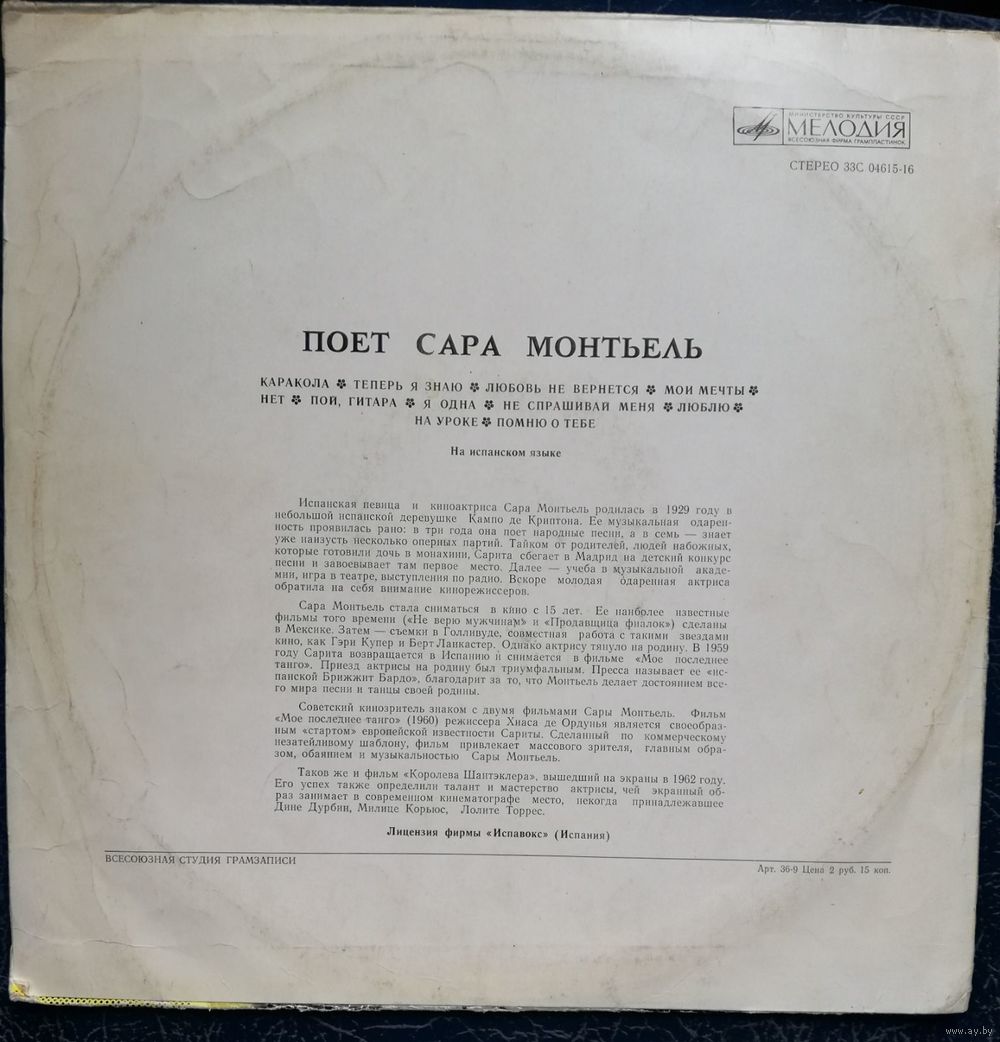 МИНИСТЕРСТВО КУЛЬТУРЫ СССР
МЕЛОДИЯ
ВСЕСОЮЗНАЯ ФИРМА ГРАМПЛАСТИНОК
СТЕРЕО 33С 04615-16
ПОЕТ САРА МОНТЬЕЛЬ
КАРАКОЛА ТЕПЕРЬ Я ЗНАЮ ЛЮБОВЬ НЕ ВЕРНЕТСЯ МОИ МЕЧТЫ
НЕТ ПОЙ, ГИТАРА Я ОДНА НЕ СПРАШИВАЙ МЕНЯ ЛЮБЛЮ
НА УРОКЕ ПОМНЮ О ТЕБЕ
На испанском языке
Испанская певица и киноактриса Сара Монтьель родилась в 1929 году в
небольшой испанской деревушке Кампо де Криптона. Ее музыкальная одарен-
ность проявилась рано: в три года она поет народные песни, а в семь — знает
уже наизусть несколько оперных партий. Тайком от родителей, людей набожных,
которые готовили дочь в монахини, Сарита сбегает в Мадрид на детский конкурс
песни и завоевывает там первое место. Далее — учеба в музыкальной акаде-
мии, игра в театре, выступления по радио. Вскоре молодая одаренная актриса
обратила на себя внимание кинорежиссеров.
Сара Монтьель стала сниматься в кино с 15 лет. Ее наиболее известные
фильмы того времени («Не верю мужчинам» и «Продавщица фиалок») сделаны
в Мексике. Затем — съемки в Голливуде, совместная работа с такими звездами
кино, как Гэри Купер и Берт Ланкастер. Однако актрису тянуло на родину. В 1959
году Сарита возвращается в Испанию и снимается в фильме «Мое последнее
танго». Приезд актрисы на родину был триумфальным. Пресса называет ее «ис-
панской Брижжит Бардо», благодарит за то, что Монтьель делает достоянием все-
го мира песни и танцы своей родины.
Советский кинозритель знаком с двумя фильмами Сары Монтьель. Фильм
«Мое последнее танго» (1960) режиссера Хиаса де Ордунья является своеобраз-
ным «стартом» европейской известности Сариты. Сделанный по коммерческому
незатейливому шаблону, фильм привлекает массового зрителя, главным обра-
зом, обаянием и музыкальностью Сары Монтьель.
Таков же и фильм «Королева Шантэклера», вышедший на экраны в 1962 году.
Его успех также определили талант и мастерство актрисы, чей экранный об-
раз занимает в современном кинематографе место, некогда принадлежавшее
Дине Дурбин, Милице Корьюс, Лолите Торрес.
Лицензия фирмы «Испавокс» (Испания)
ВСЕСОЮЗНАЯ СТУДИЯ ГРАМЗАПИСИ
Арт. 36-9 Цена 2 руб. 15 коп.
www.ay.by